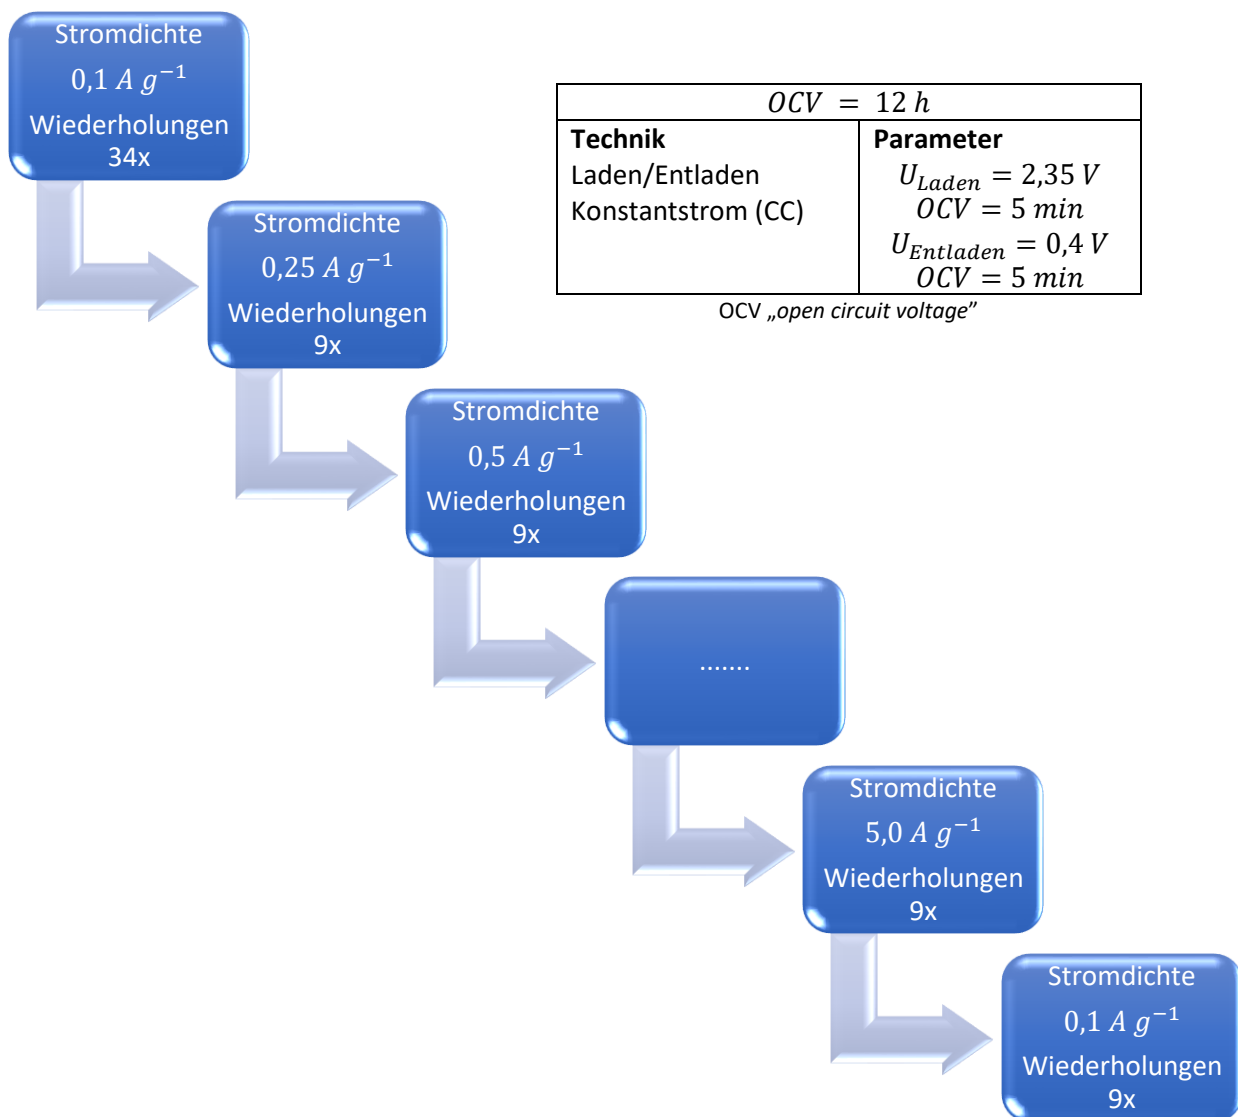 Stromdichte
0,1 A g⁻¹
Wiederholungen
34x
OCV = 12 h
Technik
Laden/Entladen
Konstantstrom (CC)
Parameter
U_Laden = 2,35 V
OCV = 5 min
U_Entladen = 0,4 V
OCV = 5 min
OCV „open circuit voltage”
Stromdichte
0,25 A g⁻¹
Wiederholungen
9x
Stromdichte
0,5 A g⁻¹
Wiederholungen
9x
.......
Stromdichte
5,0 A g⁻¹
Wiederholungen
9x
Stromdichte
0,1 A g⁻¹
Wiederholungen
9x